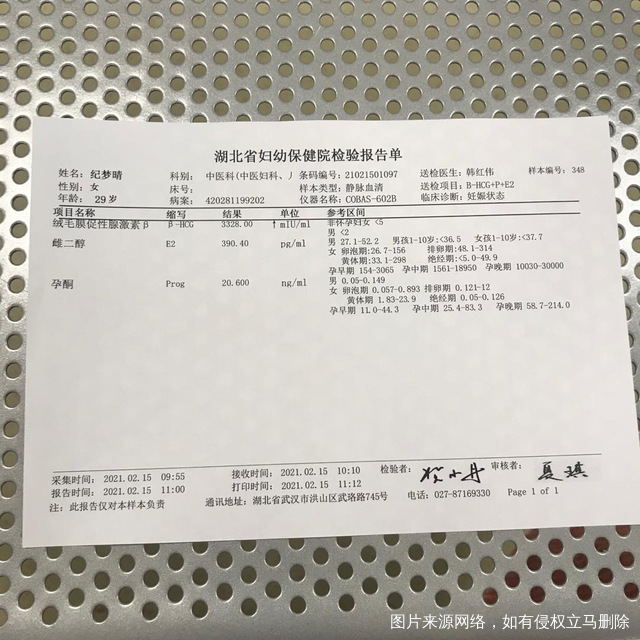 湖北省妇幼保健院检验报告单
姓名: 纪梦晴 科别: 中医科(中医妇科、丿 条码编号: 21021501097 送检医生: 韩红伟 样本编号: 348
性别: 女 床号: 样本类型: 静脉血清 送检项目: B-HCG+P+E2
年龄: 29岁 病案: 420281199202 仪器名称: COBAS-602B 临床诊断: 妊娠状态
项目名称 缩写 结果 单位 参考区间
绒毛膜促性腺激素β β-HCG 3328.00 ↑ mIU/ml 非怀孕妇女 <5
男 <2
雌二醇 E2 390.40 pg/ml 男 27.1-52.2 男孩1-10岁:<36.5 女孩1-10岁:<37.7
女 卵泡期:26.7-156 排卵期:48.1-314
黄体期:33.1-298 绝经期:<5.0-49.9
孕早期 154-3065 孕中期 1561-18950 孕晚期 10030-30000
孕酮 Prog 20.600 ng/ml 男 0.05-0.149
女 卵泡期 0.057-0.893 排卵期 0.121-12
黄体期 1.83-23.9 绝经期 0.05-0.126
孕早期 11.0-44.3 孕中期 25.4-83.3 孕晚期 58.7-214.0
采集时间: 2021.02.15 09:55 接收时间: 2021.02.15 10:10 检验者: 审核者: 夏琪
报告时间: 2021.02.15 11:00 打印时间: 2021.02.15 11:12
注: 此报告仅对本样本负责 通讯地址: 湖北省武汉市洪山区武珞路745号 电话: 027-87169330 Page 1 of 1
图片来源网络，如有侵权立马删除